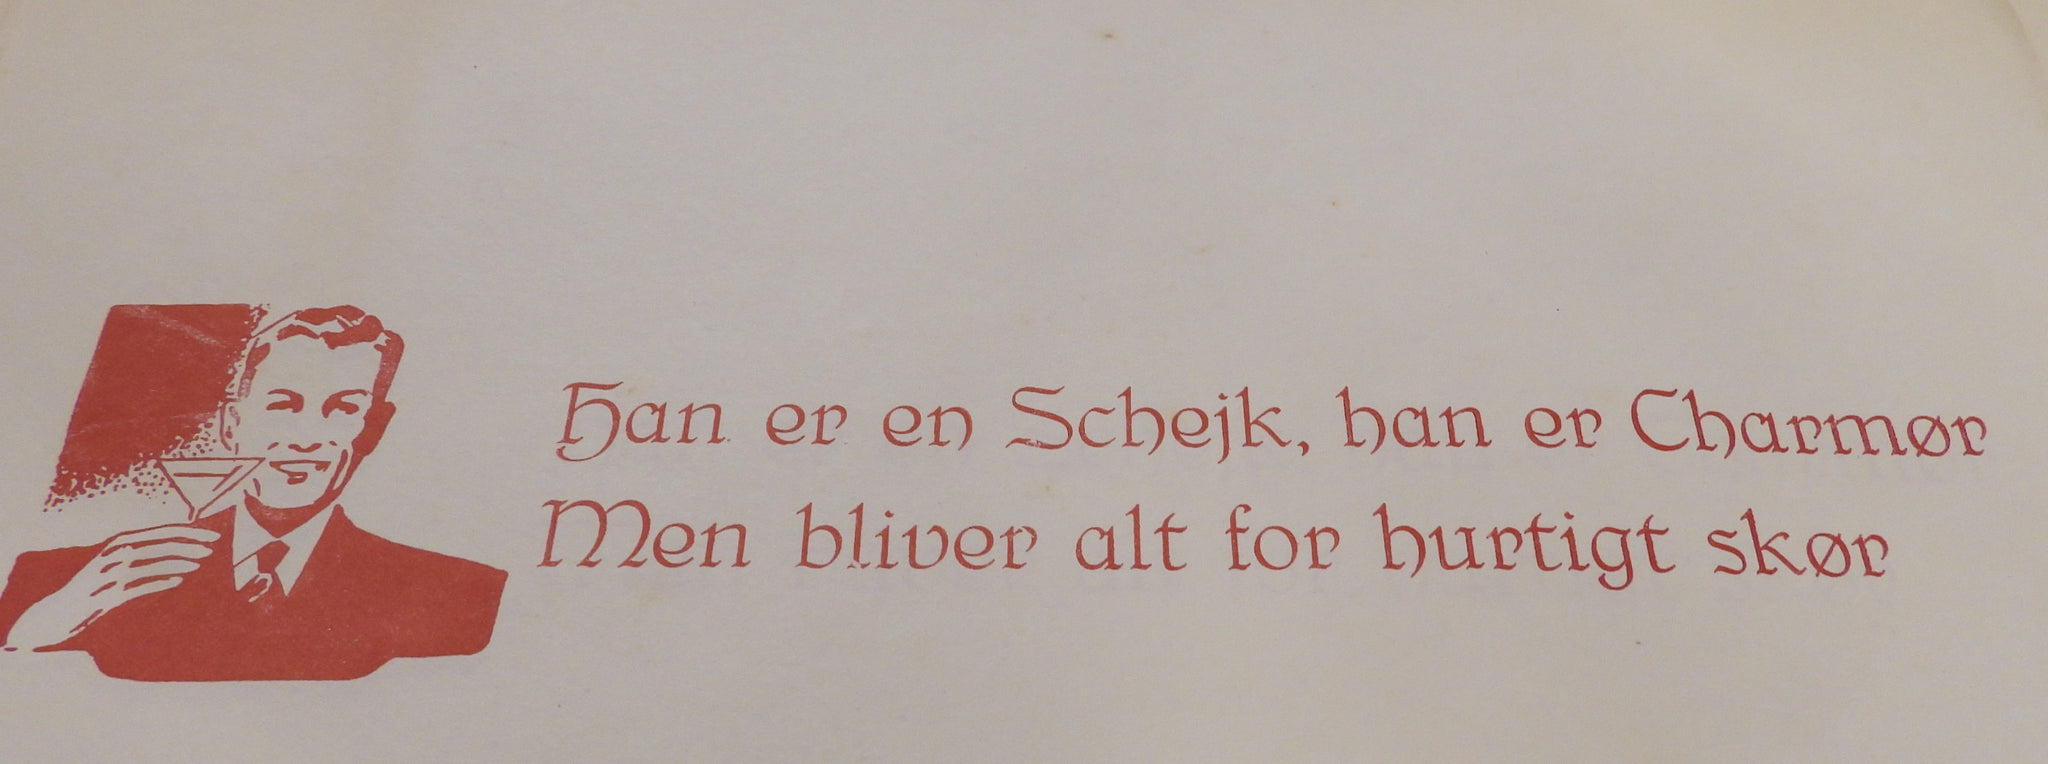 Han er en Schejk, han er Charmør
Men bliver alt for hurtigt skør